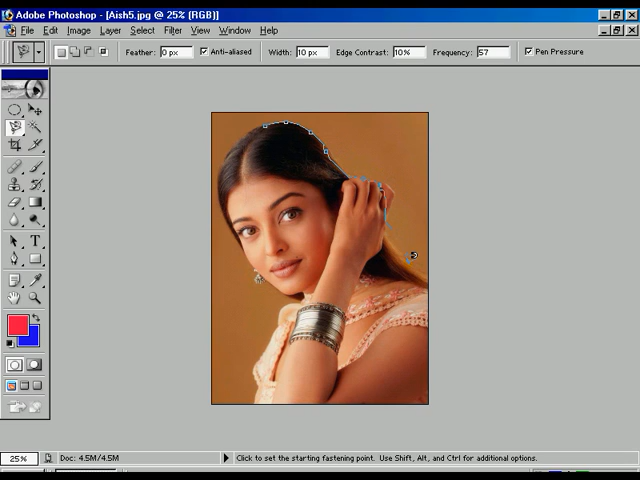 Adobe Photoshop - [Aish5.jpg @ 25% (RGB)]
File Edit Image Layer Select Filter View Window Help
Feather: 0 px Anti-aliased Width: 10 px Edge Contrast: 10% Frequency: 57 Pen Pressure
T
25% Doc: 4.5M/4.5M Click to set the starting fastening point. Use Shift, Alt, and Ctrl for additional options.